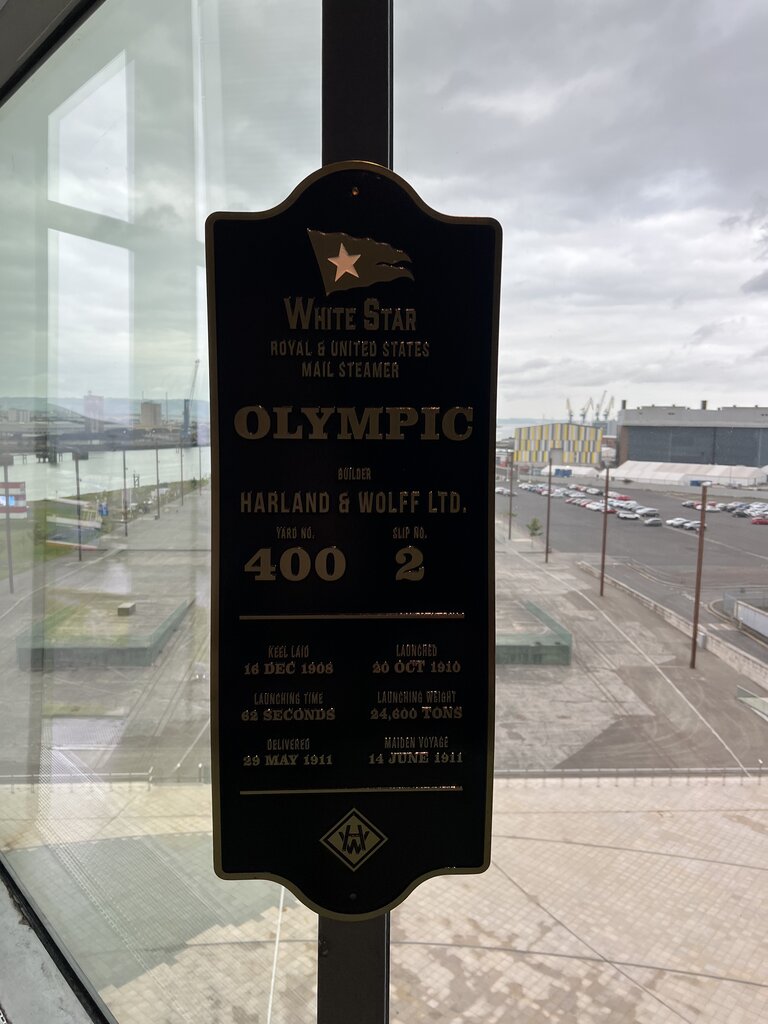 WHITE STAR
ROYAL & UNITED STATES
MAIL STEAMER
OLYMPIC
BUILDER
HARLAND & WOLFF LTD.
YARD NO. SLIP NO.
400 2
KEEL LAID LAUNCHED
16 DEC 1908 20 OCT 1910
LAUNCHING TIME LAUNCHING WEIGHT
62 SECONDS 24,600 TONS
DELIVERED MAIDEN VOYAGE
29 MAY 1911 14 JUNE 1911
HW